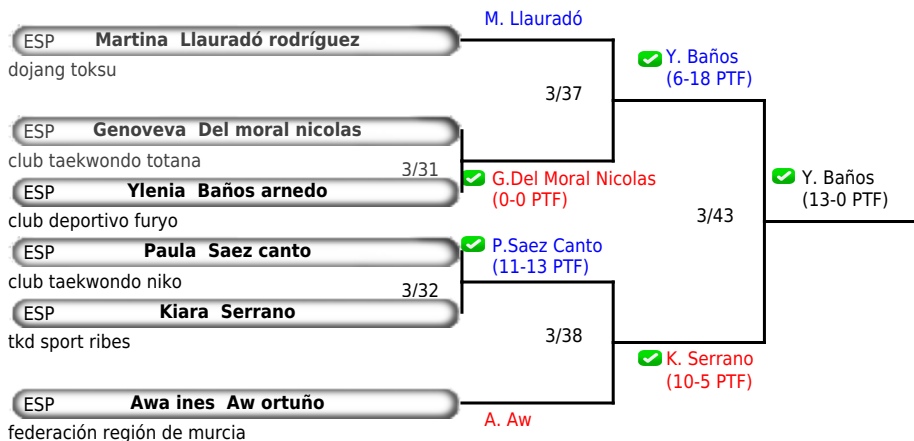 M. Llauradó
ESP Martina Llauradó rodríguez
dojang toksu
Y. Baños
(6-18 PTF)
3/37
ESP Genoveva Del moral nicolas
club taekwondo totana
3/31
G.Del Moral Nicolas
(0-0 PTF)
ESP Ylenia Baños arnedo
club deportivo furyo
Y. Baños
(13-0 PTF)
3/43
ESP Paula Saez canto
club taekwondo niko
P.Saez Canto
(11-13 PTF)
3/32
ESP Kiara Serrano
tkd sport ribes
3/38
K. Serrano
(10-5 PTF)
ESP Awa ines Aw ortuño
federación región de murcia
A. Aw